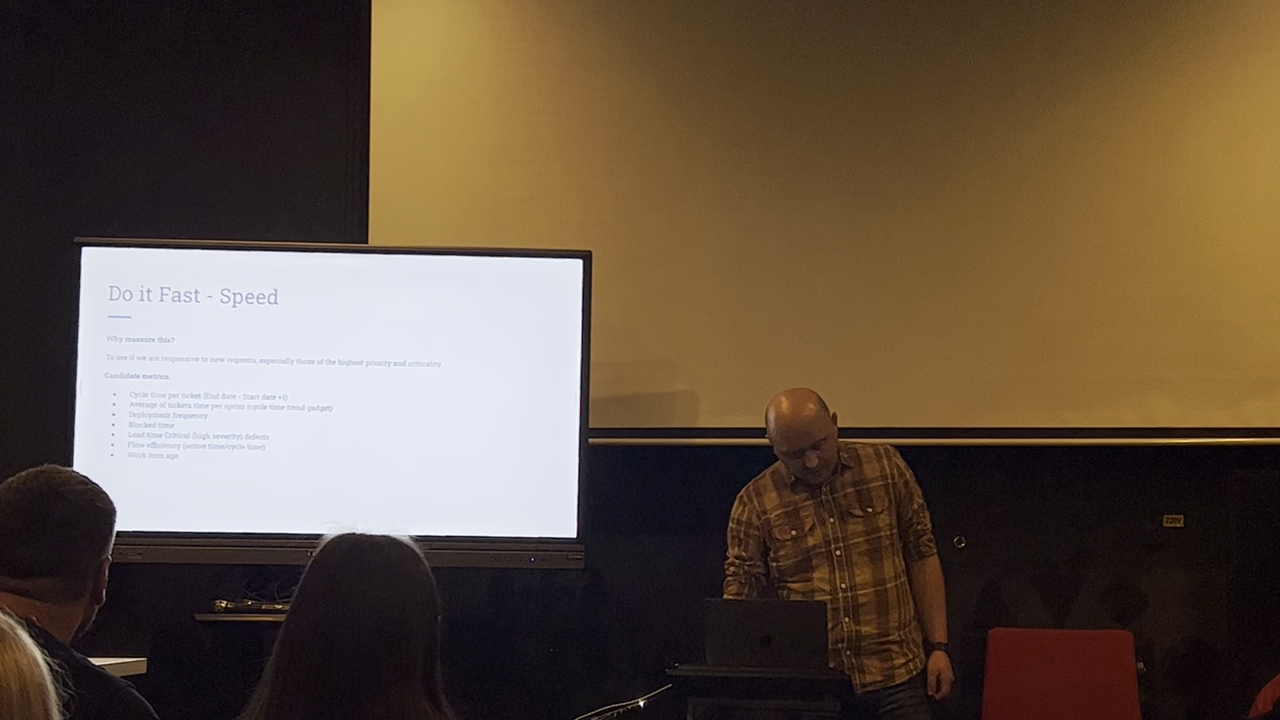 Do it Fast - Speed
Why measure this?
To see if we are responsive to new requests, especially those of the highest priority and criticality.
Candidate metrics:
Cycle time per ticket (End date - Start date +1)
Average of tickets time per sprint (cycle time trend gadget)
Deployment frequency
Blocked time
Lead time Critical (high severity) defects
Flow efficiency (active time/cycle time)
Work item age
220V